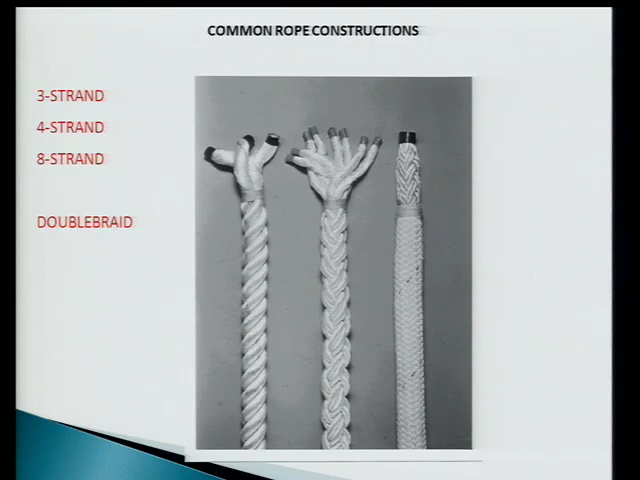 COMMON ROPE CONSTRUCTIONS
3-STRAND
4-STRAND
8-STRAND
DOUBLEBRAID